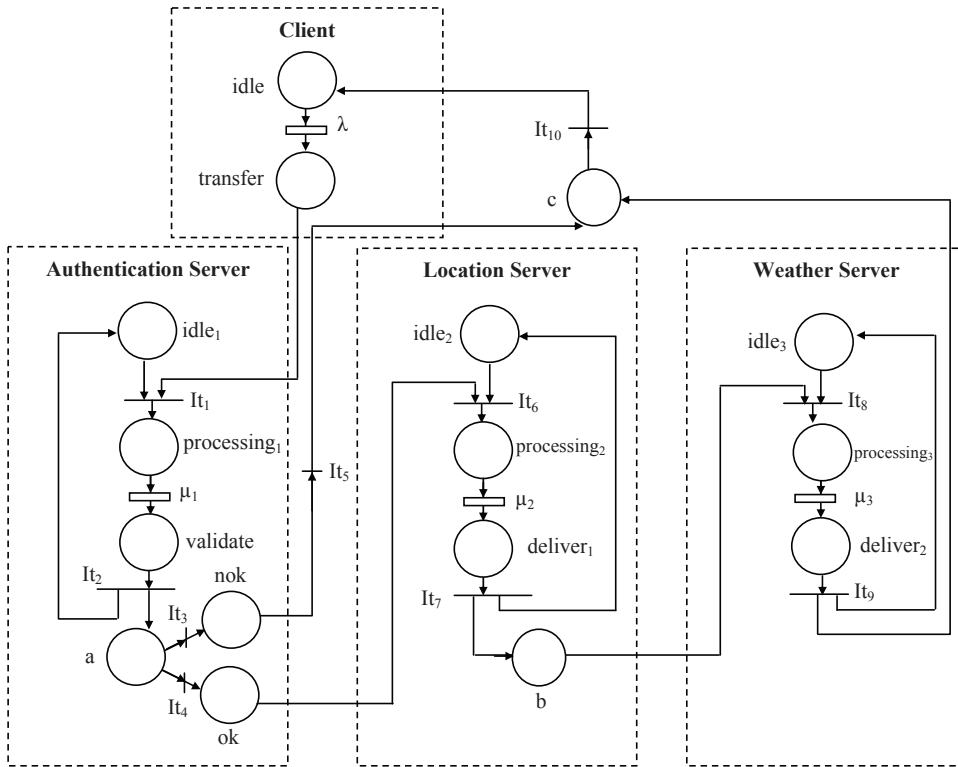 Client
idle
λ
It₁₀
transfer
c
Authentication Server
Location Server
Weather Server
idle₁
idle₂
idle₃
It₁
It₆
It₈
processing₁
processing₂
processing₃
It₅
μ₁
μ₂
μ₃
validate
deliver₁
deliver₂
It₂
nok
It₇
It₉
It₃
a
b
It₄
ok